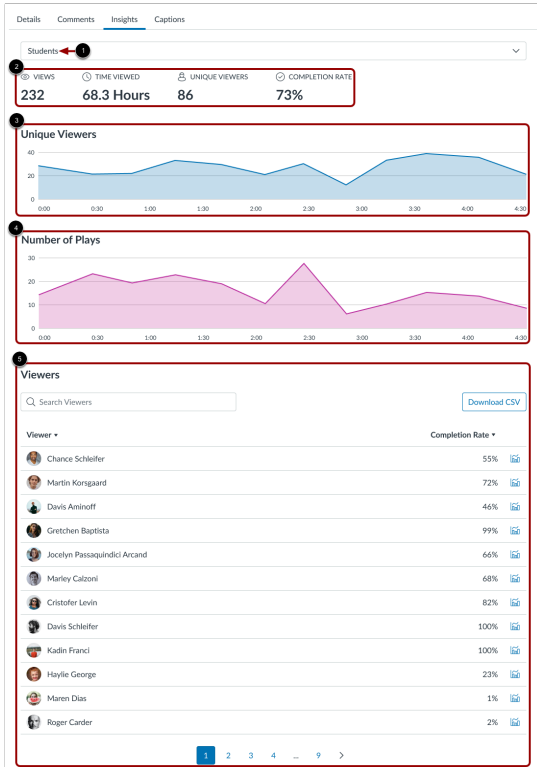 Details Comments Insights Captions
Students 1
2
VIEWS TIME VIEWED UNIQUE VIEWERS COMPLETION RATE
232 68.3 Hours 86 73%
3
Unique Viewers
40
20
0
0:00 0:30 1:00 1:30 2:00 2:30 3:00 3:30 4:00 4:30
4
Number of Plays
30
20
10
0
0:00 0:30 1:00 1:30 2:00 2:30 3:00 3:30 4:00 4:30
5
Viewers
Search Viewers Download CSV
Viewer Completion Rate
Chance Schleifer 55%
Martin Korsgaard 72%
Davis Aminoff 46%
Gretchen Baptista 99%
Jocelyn Passaquindici Arcand 66%
Marley Calzoni 68%
Cristofer Levin 82%
Davis Schleifer 100%
Kadin Franci 100%
Haylie George 23%
Maren Dias 1%
Roger Carder 2%
1 2 3 4 ... 9